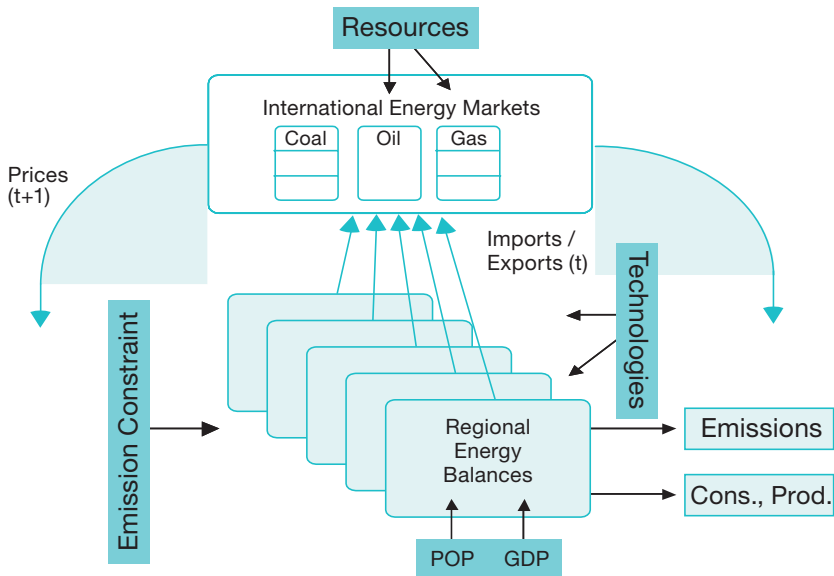 Resources
International Energy Markets
Coal
Oil
Gas
Prices
(t+1)
Imports /
Exports (t)
Technologies
Emission Constraint
Regional
Energy
Balances
Emissions
Cons., Prod.
POP
GDP